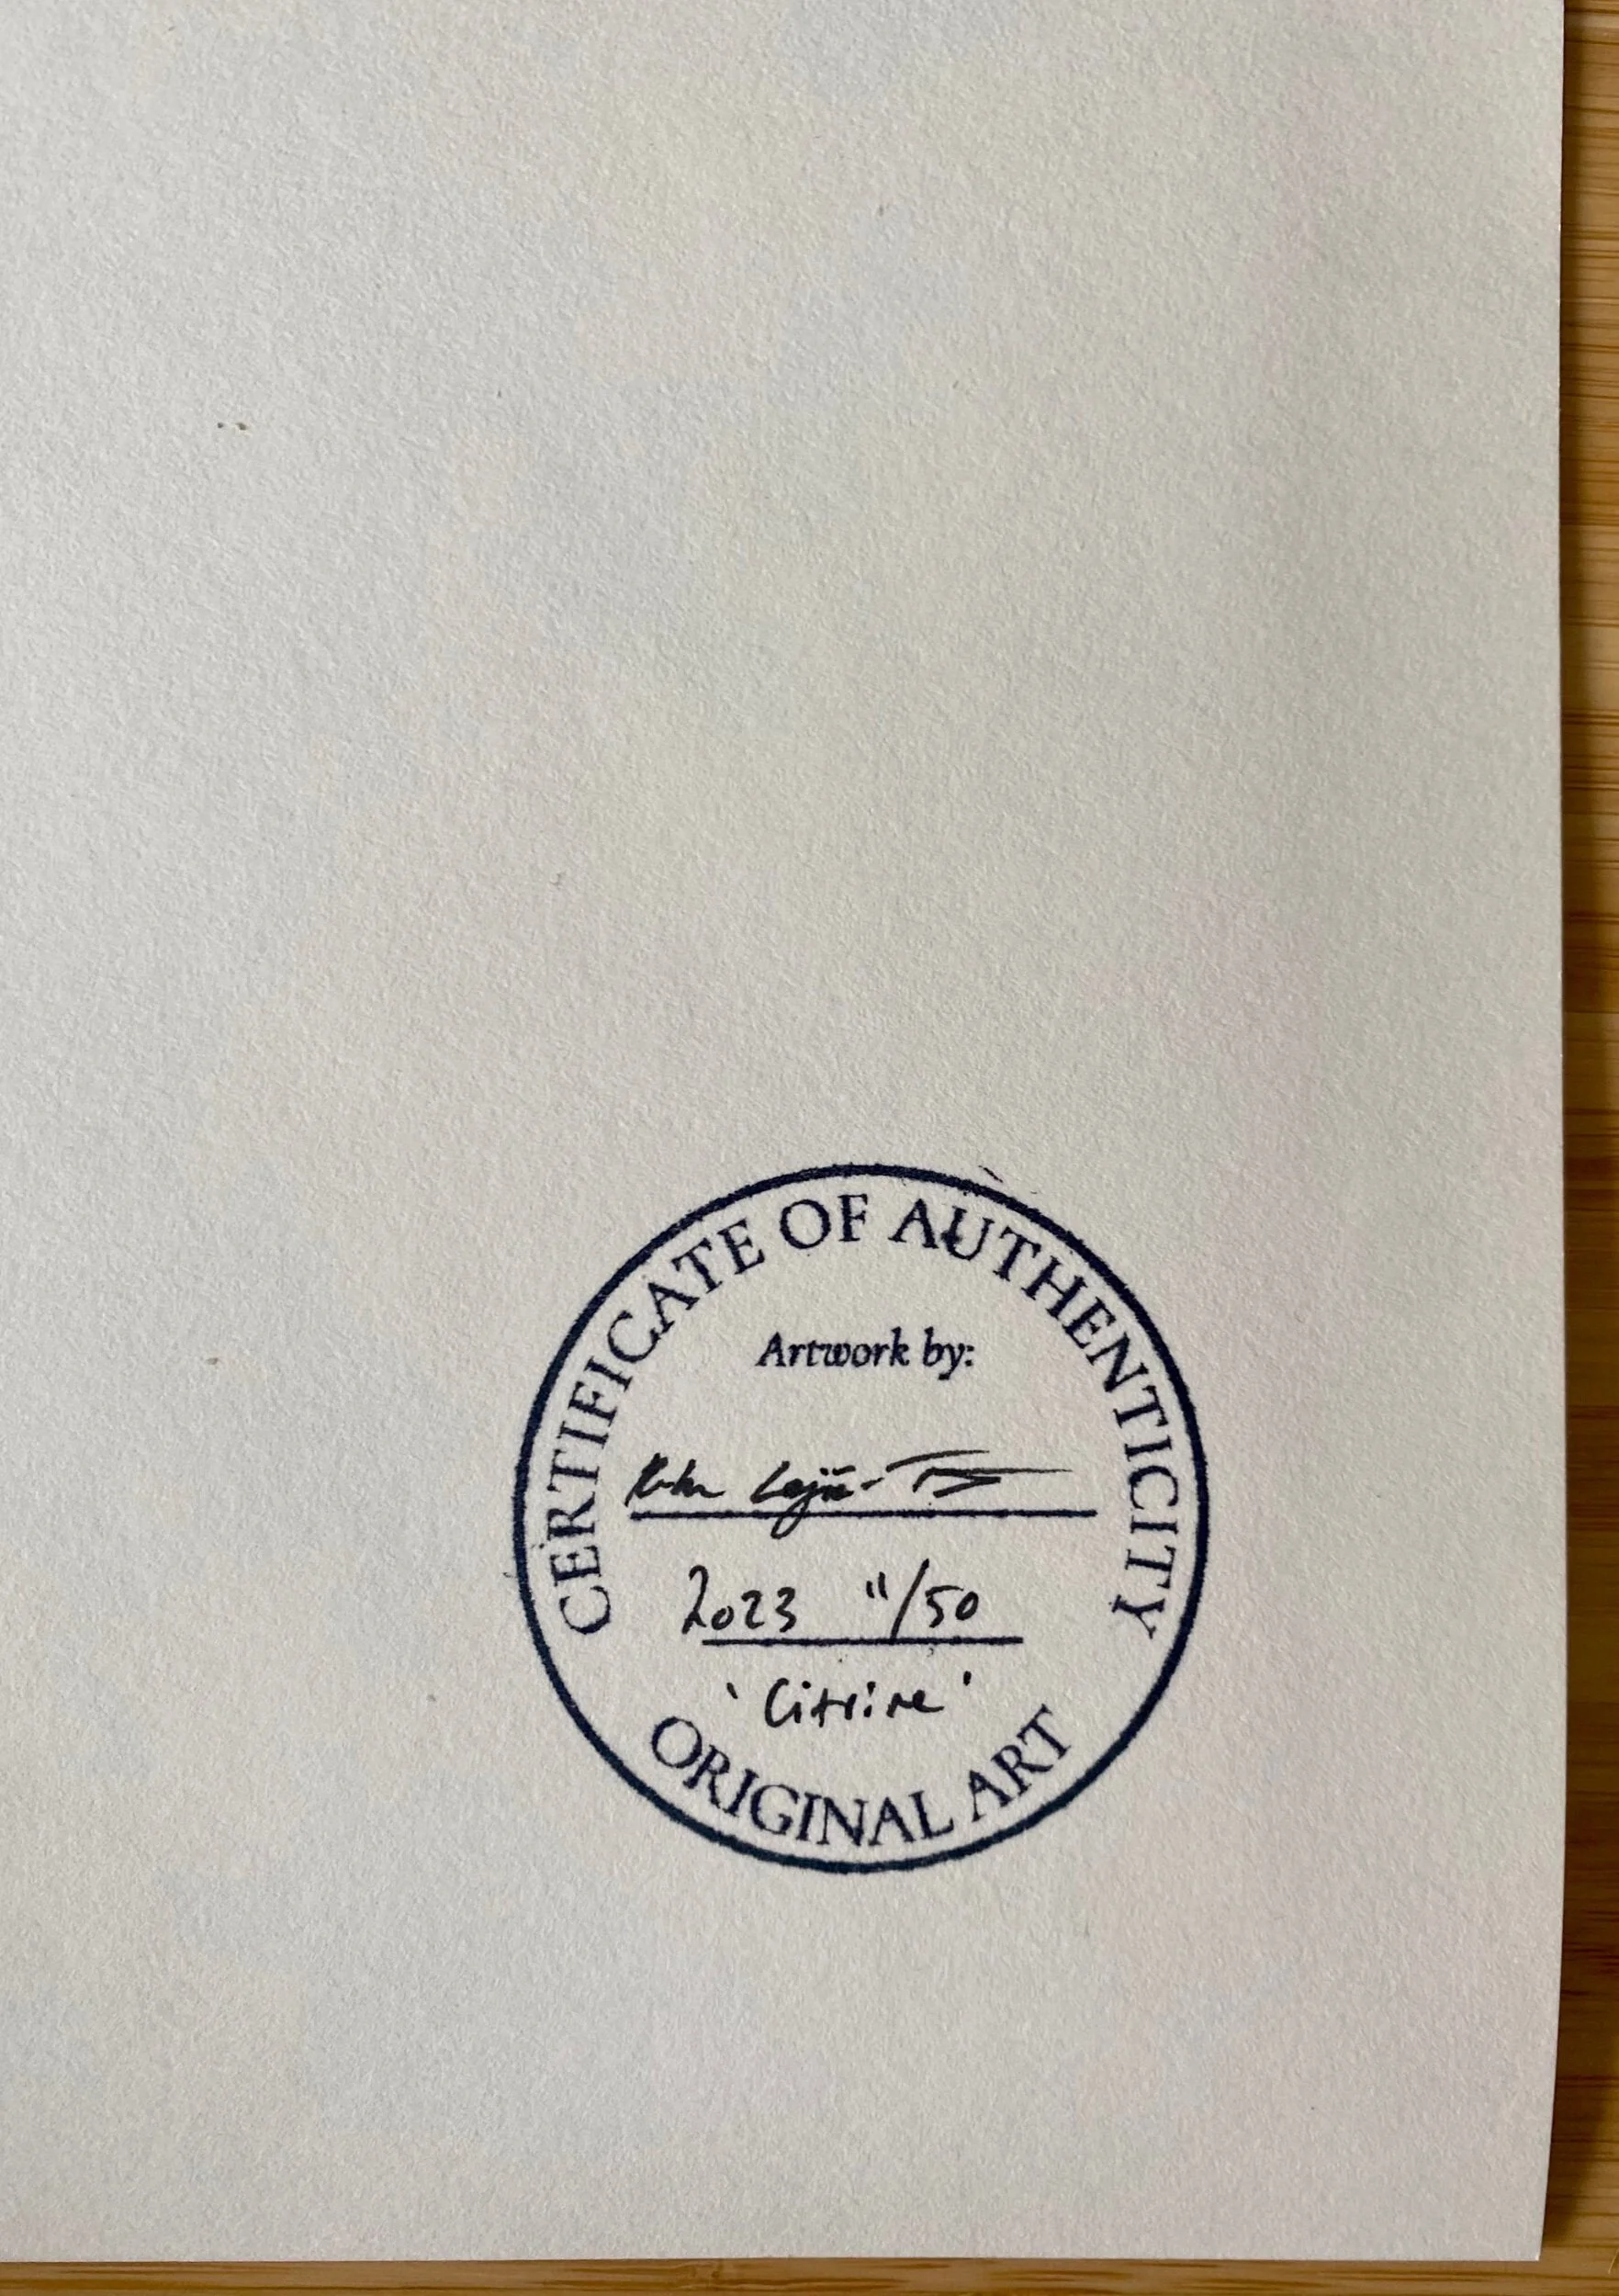 CERTIFICATE OF AUTHENTICITY
Artwork by:
2023 11/50
'Citrine'
ORIGINAL ART